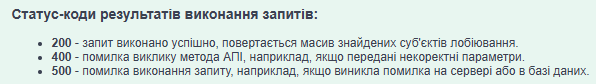 Статус-коди результатів виконання запитів:
200 - запит виконано успішно, повертається масив знайдених суб'єктів лобіювання.
400 - помилка виклику метода АПІ, наприклад, якщо передані некоректні параметри.
500 - помилка виконання запиту, наприклад, якщо виникла помилка на сервері або в базі даних.